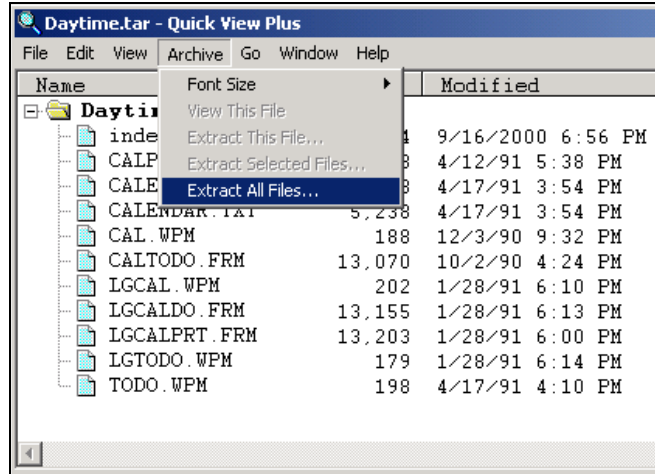 Daytime.tar - Quick View Plus
File Edit View Archive Go Window Help
Name Modified
Font Size
View This File
Extract This File...
Extract Selected Files...
Extract All Files...
9/16/2000 6:56 PM
4/12/91 5:38 PM
4/17/91 3:54 PM
CALENDAR.TXT 5,238 4/17/91 3:54 PM
CAL.WPM 188 12/3/90 9:32 PM
CALTODO.FRM 13,070 10/2/90 4:24 PM
LGCAL.WPM 202 1/28/91 6:10 PM
LGCALDO.FRM 13,155 1/28/91 6:13 PM
LGCALPRT.FRM 13,203 1/28/91 6:00 PM
LGTODO.WPM 179 1/28/91 6:14 PM
TODO.WPM 198 4/17/91 4:10 PM